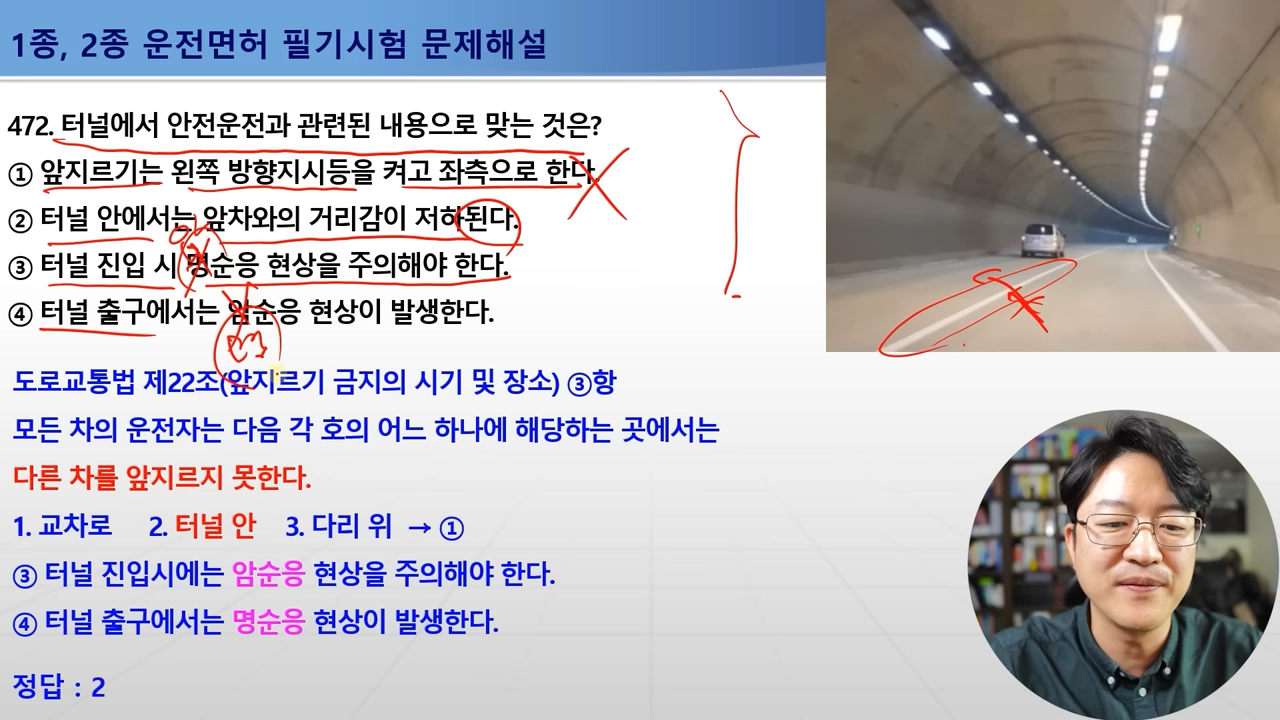 1종, 2종 운전면허 필기시험 문제해설
472. 터널에서 안전운전과 관련된 내용으로 맞는 것은?
① 앞지르기는 왼쪽 방향지시등을 켜고 좌측으로 한다.
② 터널 안에서는 앞차와의 거리감이 저하된다.
암
③ 터널 진입 시 명순응 현상을 주의해야 한다.
④ 터널 출구에서는 암순응 현상이 발생한다.
명
도로교통법 제22조(앞지르기 금지의 시기 및 장소) ③항
모든 차의 운전자는 다음 각 호의 어느 하나에 해당하는 곳에서는
다른 차를 앞지르지 못한다.
1. 교차로 2. 터널 안 3. 다리 위 → ①
③ 터널 진입시에는 암순응 현상을 주의해야 한다.
④ 터널 출구에서는 명순응 현상이 발생한다.
정답 : 2